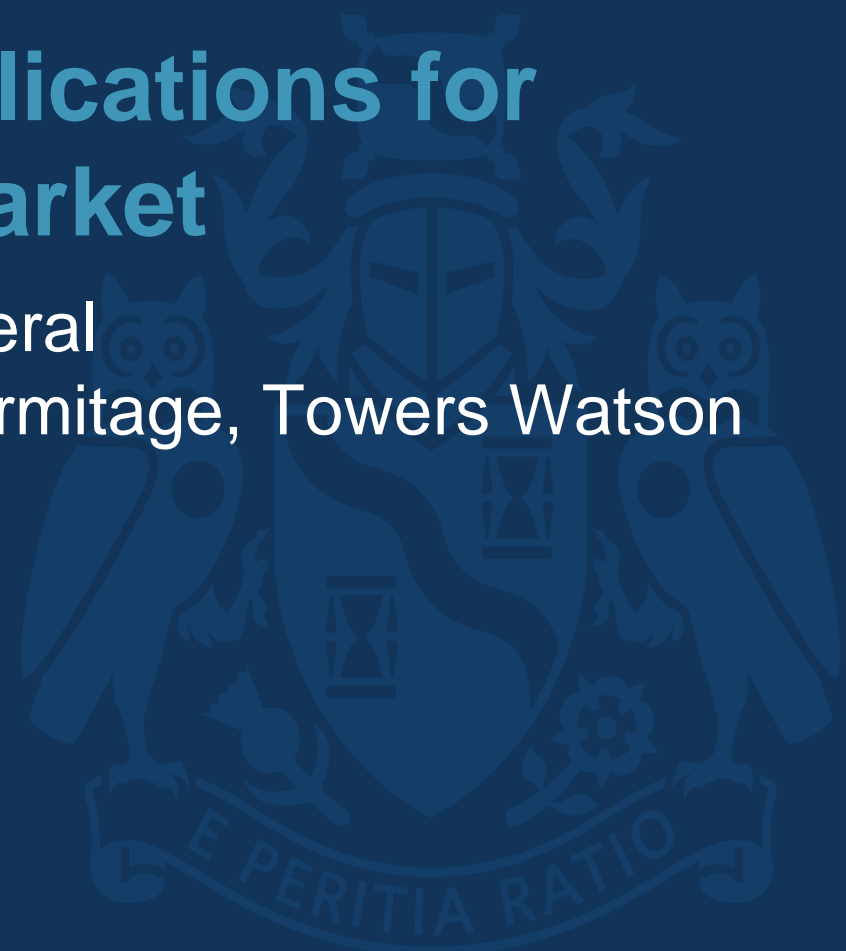 lications for
arket
eral
rmitage, Towers Watson
E PERITIA RATIO